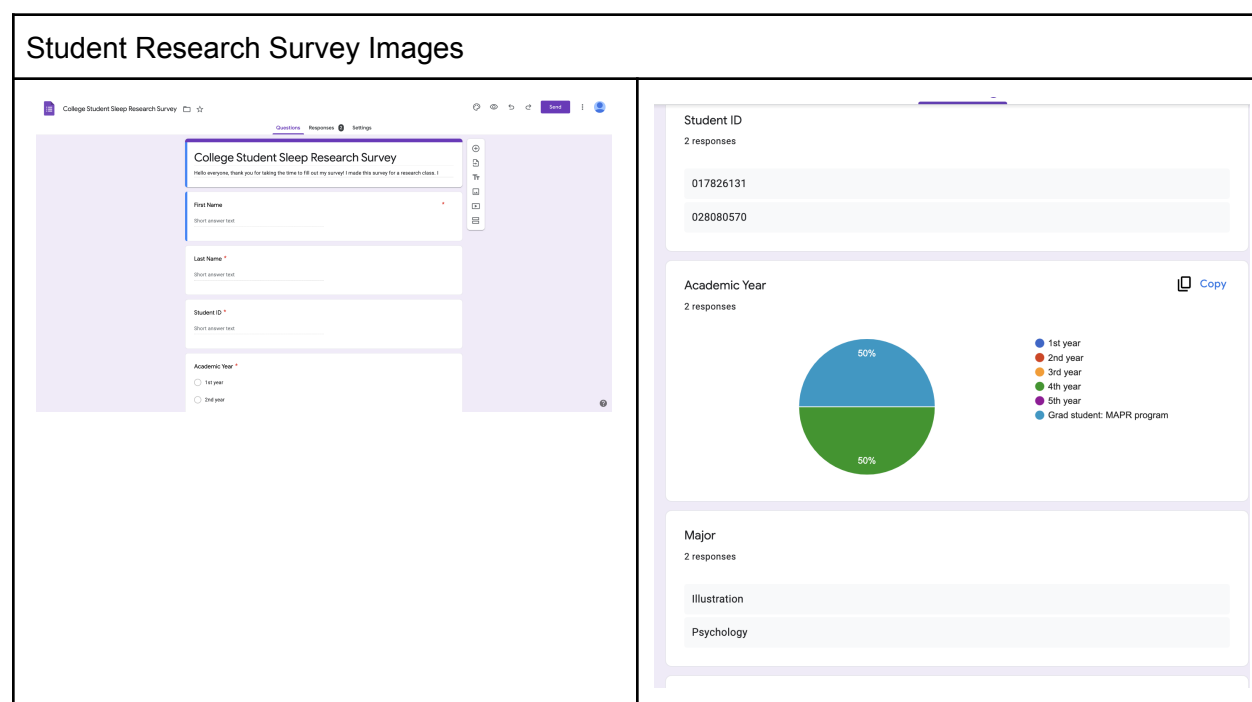 Student Research Survey Images
College Student Sleep Research Survey
Send
Questions Responses 2 Settings
College Student Sleep Research Survey
Hello everyone, thank you for taking the time to fill out my survey! I made this survey for a research class. I
First Name *
Short answer text
Last Name *
Short answer text
Student ID *
Short answer text
Academic Year *
1st year
2nd year
Student ID
2 responses
017826131
028080570
Academic Year
Copy
2 responses
50%
50%
1st year
2nd year
3rd year
4th year
5th year
Grad student: MAPR program
Major
2 responses
Illustration
Psychology